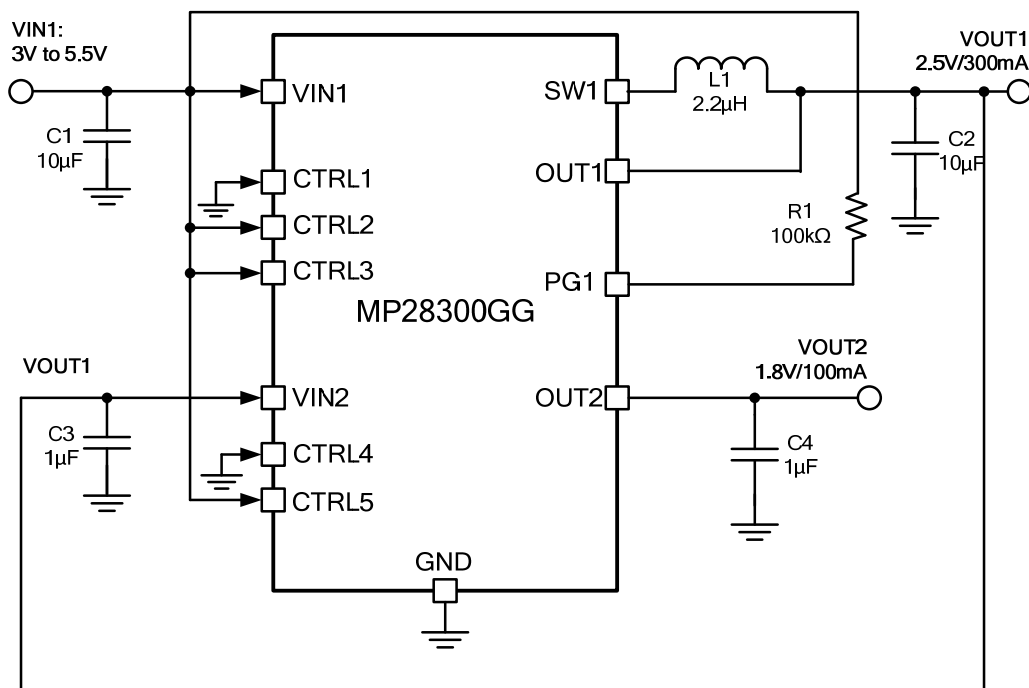 VIN1:
3V to 5.5V
VOUT1
2.5V/300mA
VIN1
SW1
L1
2.2µH
C1
10µF
C2
10µF
CTRL1
OUT1
CTRL2
R1
100kΩ
CTRL3
PG1
MP28300GG
VOUT1
VOUT2
1.8V/100mA
VIN2
OUT2
C3
1µF
C4
1µF
CTRL4
CTRL5
GND